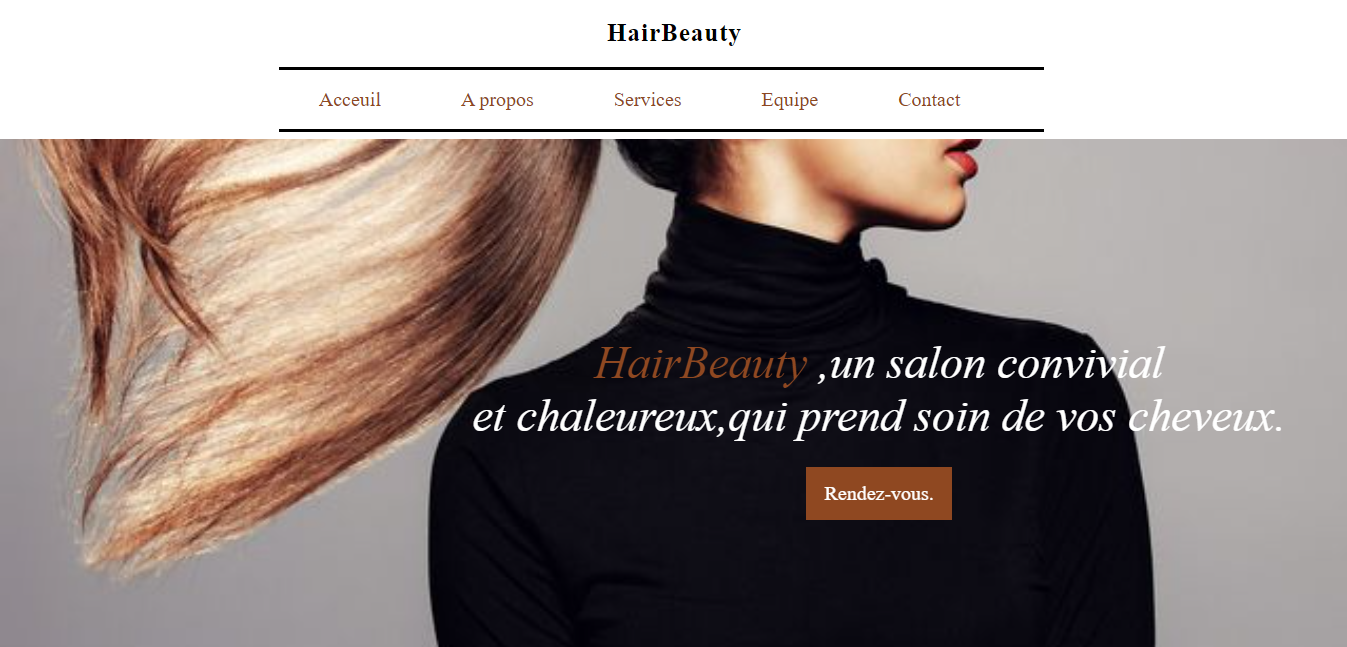 HairBeauty
Acceuil A propos Services Equipe Contact
HairBeauty ,un salon convivial
et chaleureux,qui prend soin de vos cheveux.
Rendez-vous.